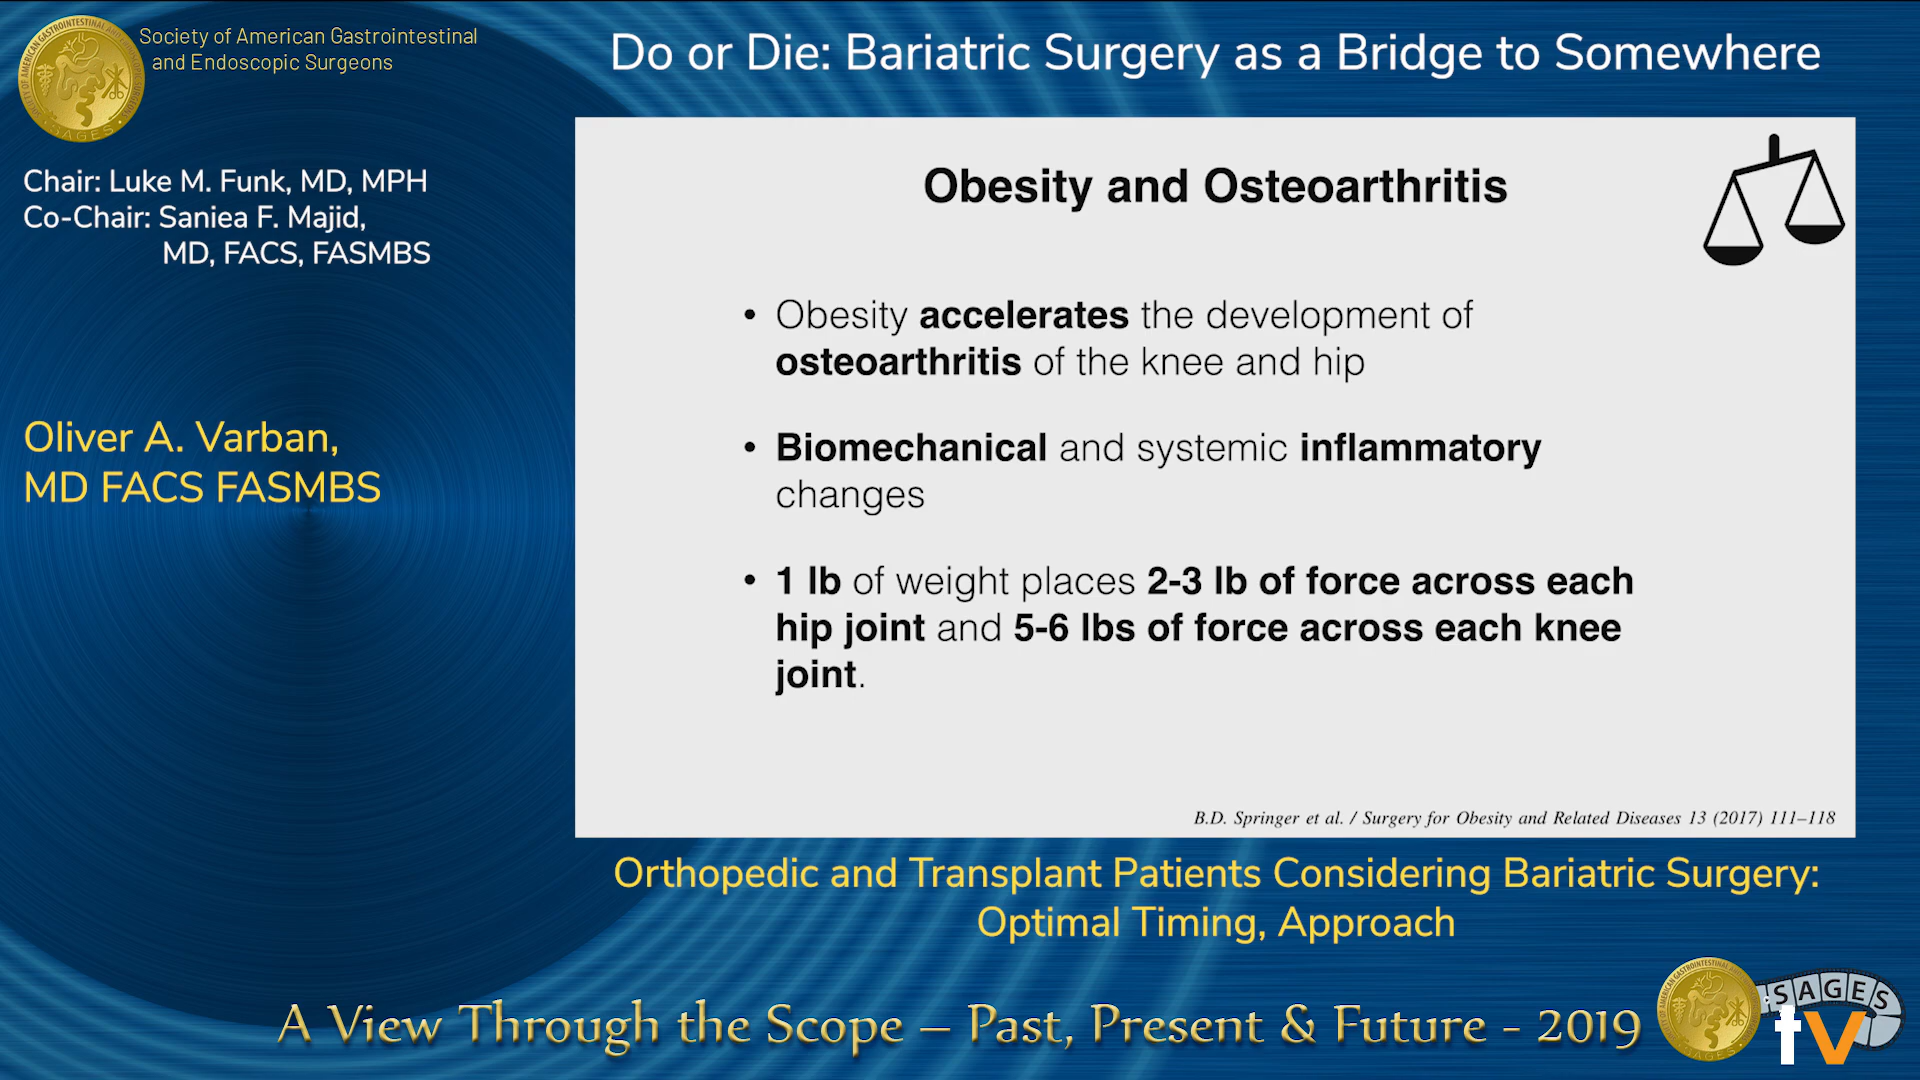 Society of American Gastrointestinal
and Endoscopic Surgeons
Do or Die: Bariatric Surgery as a Bridge to Somewhere
Chair: Luke M. Funk, MD, MPH
Co-Chair: Saniea F. Majid,
MD, FACS, FASMBS
Oliver A. Varban,
MD FACS FASMBS
Obesity and Osteoarthritis
• Obesity accelerates the development of
osteoarthritis of the knee and hip
• Biomechanical and systemic inflammatory
changes
• 1 lb of weight places 2-3 lb of force across each
hip joint and 5-6 lbs of force across each knee
joint.
B.D. Springer et al. / Surgery for Obesity and Related Diseases 13 (2017) 111–118
Orthopedic and Transplant Patients Considering Bariatric Surgery:
Optimal Timing, Approach
A View Through the Scope – Past, Present & Future - 2019
SAGES
tv